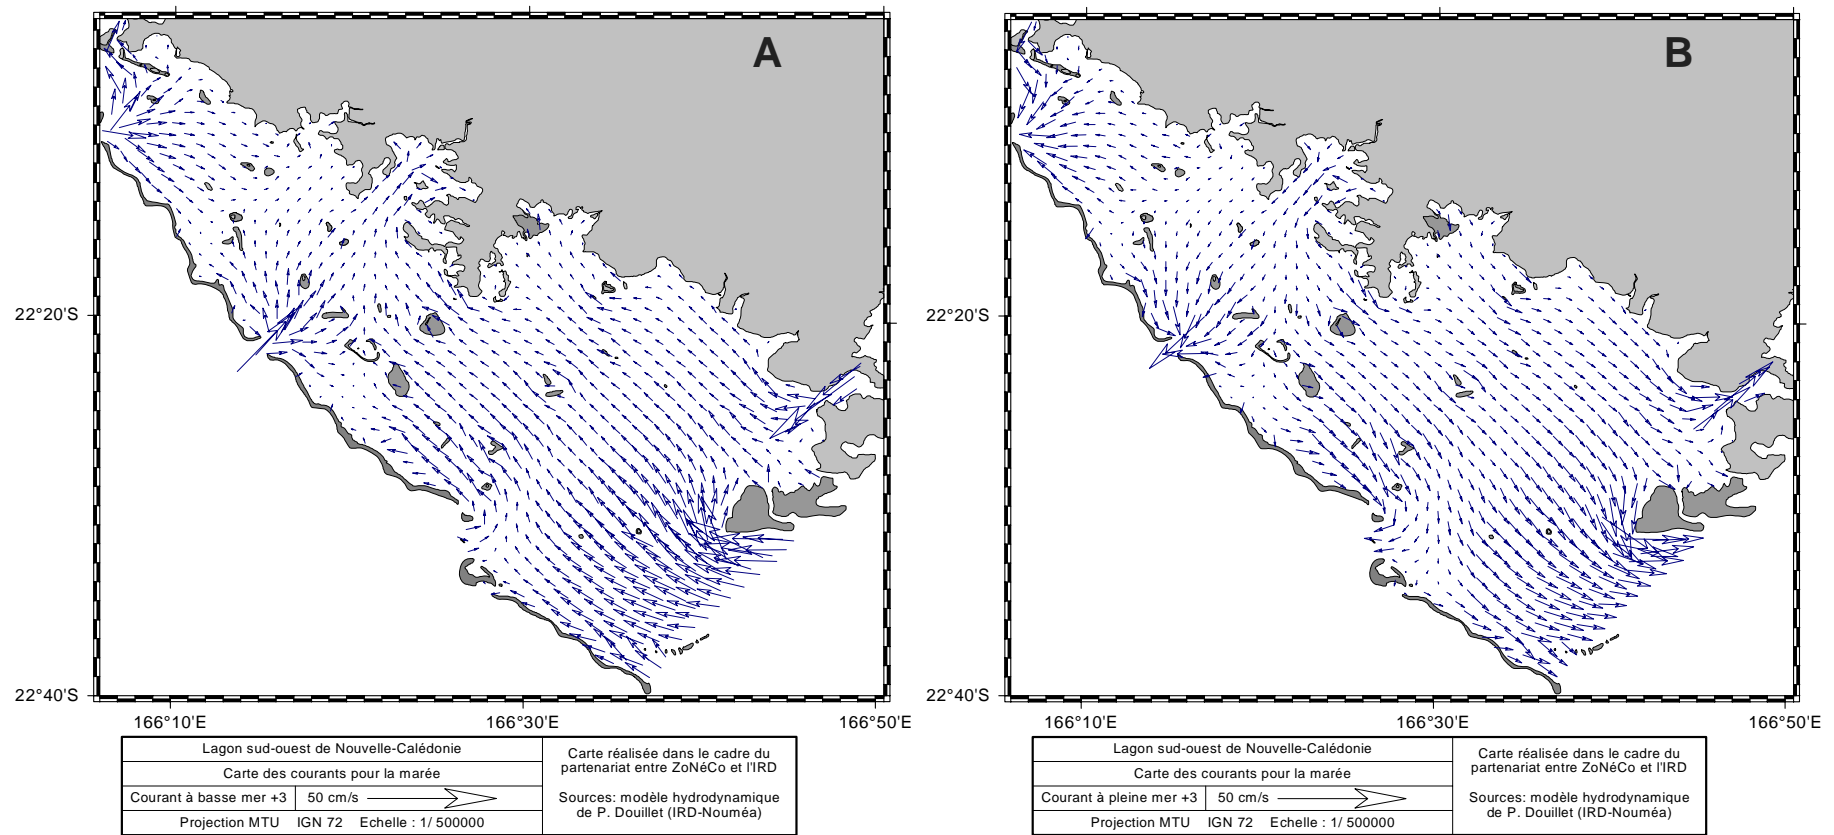 A
22°20'S
22°40'S
166°10'E
166°30'E
166°50'E
Lagon sud-ouest de Nouvelle-Calédonie
Carte des courants pour la marée
Courant à basse mer +3
50 cm/s
Projection MTU IGN 72 Echelle : 1/ 500000
Carte réalisée dans le cadre du
partenariat entre ZoNéCo et l'IRD
Sources: modèle hydrodynamique
de P. Douillet (IRD-Nouméa)
B
22°20'S
22°40'S
166°10'E
166°30'E
166°50'E
Lagon sud-ouest de Nouvelle-Calédonie
Carte des courants pour la marée
Courant à pleine mer +3
50 cm/s
Projection MTU IGN 72 Echelle : 1/ 500000
Carte réalisée dans le cadre du
partenariat entre ZoNéCo et l'IRD
Sources: modèle hydrodynamique
de P. Douillet (IRD-Nouméa)